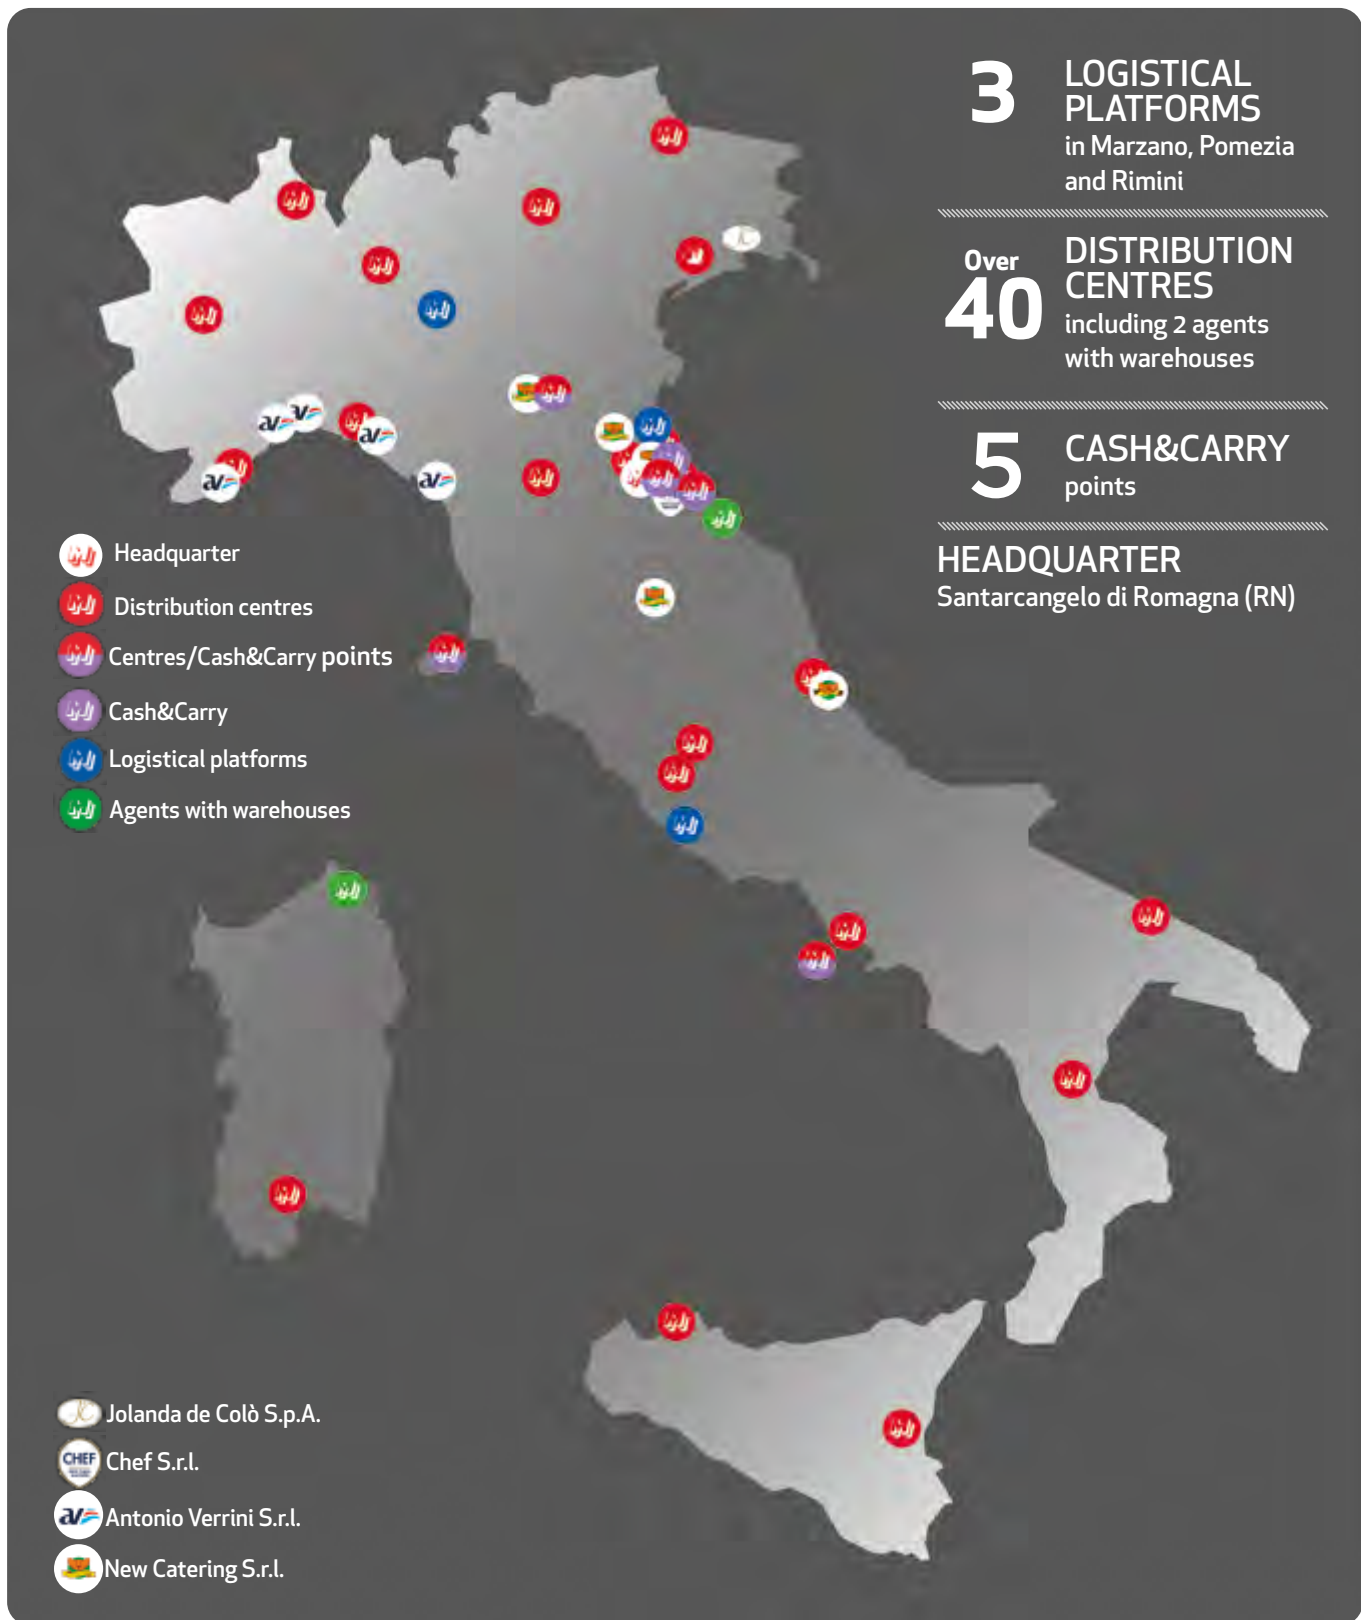 3
LOGISTICAL
PLATFORMS
in Marzano, Pomezia
and Rimini
Over
40
DISTRIBUTION
CENTRES
including 2 agents
with warehouses
5
CASH&CARRY
points
HEADQUARTER
Santarcangelo di Romagna (RN)
Headquarter
Distribution centres
Centres/Cash&Carry points
Cash&Carry
Logistical platforms
Agents with warehouses
Jolanda de Colò S.p.A.
CHEF
Chef S.r.l.
Antonio Verrini S.r.l.
New Catering S.r.l.